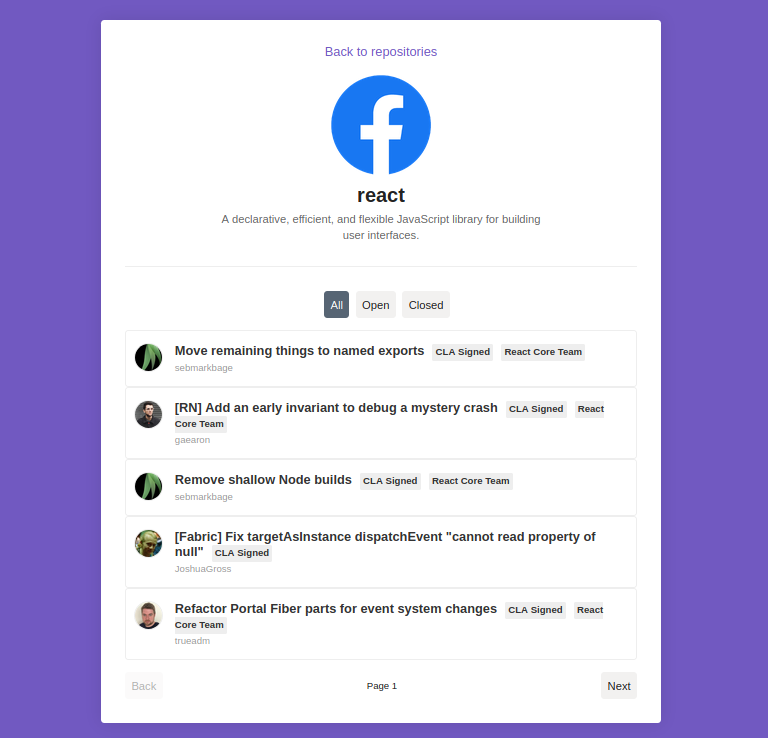 Back to repositories
react
A declarative, efficient, and flexible JavaScript library for building
user interfaces.
All Open Closed
Move remaining things to named exports CLA Signed React Core Team
sebmarkbage
[RN] Add an early invariant to debug a mystery crash CLA Signed React
Core Team
gaearon
Remove shallow Node builds CLA Signed React Core Team
sebmarkbage
[Fabric] Fix targetAsInstance dispatchEvent "cannot read property of
null" CLA Signed
JoshuaGross
Refactor Portal Fiber parts for event system changes CLA Signed React
Core Team
trueadm
Back Page 1 Next